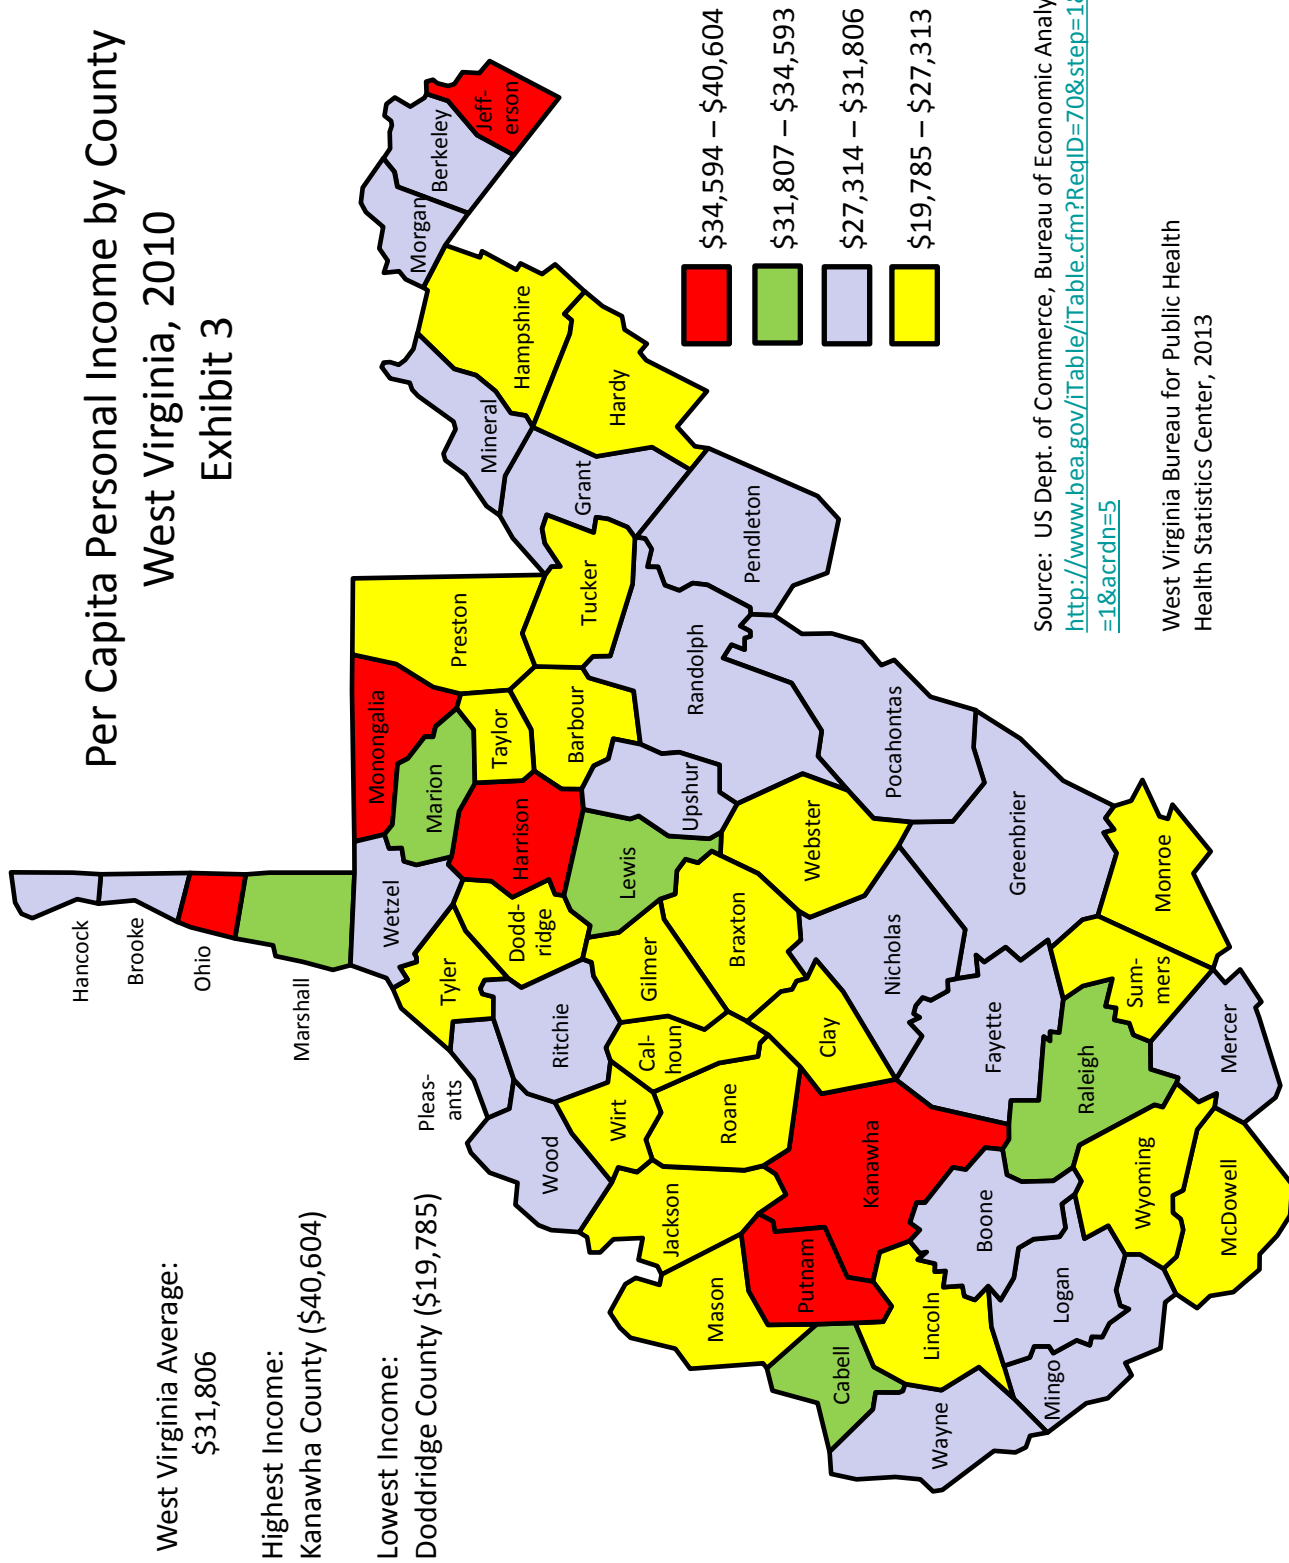 Per Capita Personal Income by County
West Virginia, 2010
Exhibit 3
West Virginia Average:
$31,806
Highest Income:
Kanawha County ($40,604)
Lowest Income:
Doddridge County ($19,785)
Hancock
Brooke
Ohio
Marshall
Wetzel
Monongalia
Marion
Preston
Taylor
Harrison
Tyler
Pleas-
ants
Dodd-
ridge
Ritchie
Wood
Wirt
Cal-
houn
Gilmer
Lewis
Barbour
Upshur
Tucker
Randolph
Mineral
Grant
Hampshire
Hardy
Pendleton
Morgan
Berkeley
Jeff-
erson
Jackson
Roane
Braxton
Webster
Pocahontas
Mason
Putnam
Kanawha
Clay
Nicholas
Greenbrier
Cabell
Lincoln
Boone
Fayette
Wayne
Logan
Mingo
Raleigh
Sum-
mers
Monroe
Wyoming
Mercer
McDowell
$34,594 – $40,604
$31,807 – $34,593
$27,314 – $31,806
$19,785 – $27,313
Source: US Dept. of Commerce, Bureau of Economic Analy
http://www.bea.gov/iTable/iTable.cfm?ReqID=70&step=1&
=1&acrdn=5
West Virginia Bureau for Public Health
Health Statistics Center, 2013